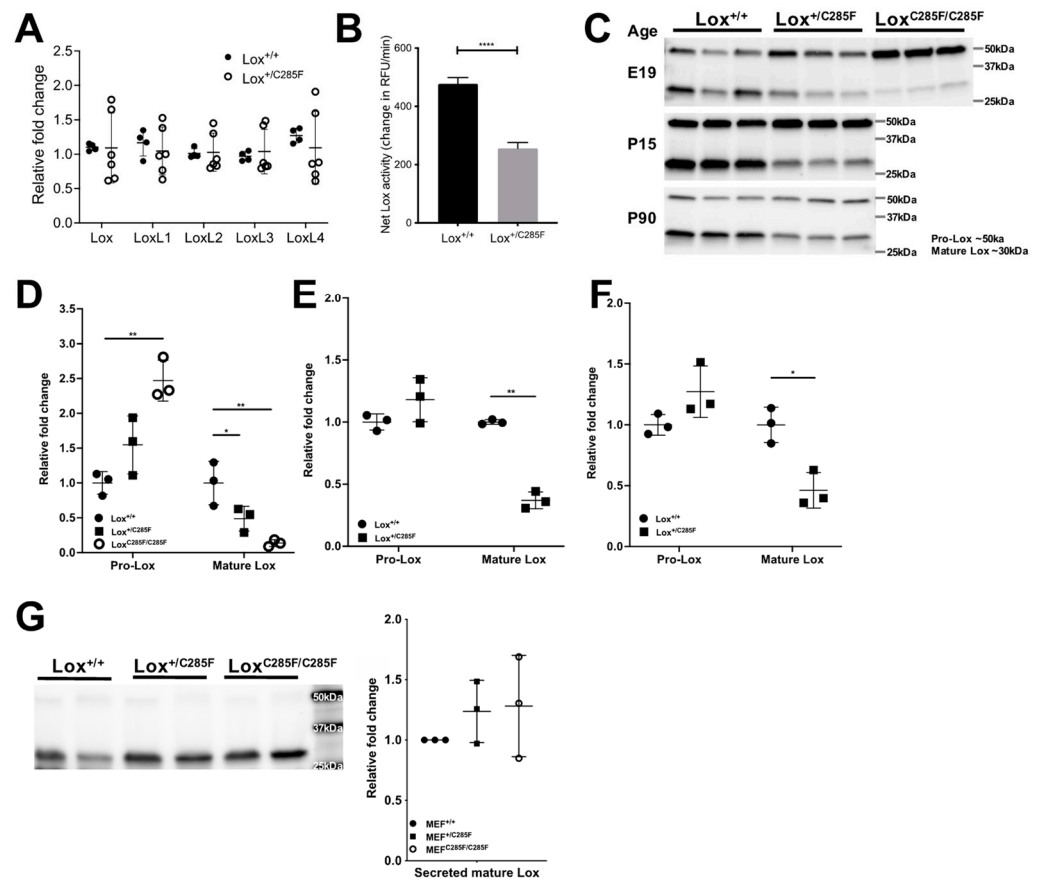 A
Relative fold change
2.5
2.0
1.5
1.0
0.5
0.0
Lox+/+
Lox+/C285F
Lox LoxL1 LoxL2 LoxL3 LoxL4
B
Net Lox activity (change in RFU/min)
600
400
200
0
****
Lox+/+ Lox+/C285F
C
Age
Lox+/+ Lox+/C285F LoxC285F/C285F
E19
50kDa
37kDa
25kDa
P15
50kDa
37kDa
25kDa
P90
50kDa
37kDa
25kDa
Pro-Lox ~50ka
Mature Lox ~30kDa
D
Relative fold change
3.5
3.0
2.5
2.0
1.5
1.0
0.5
0.0
**
**
*
Lox+/+
Lox+/C285F
LoxC285F/C285F
Pro-Lox Mature Lox
E
Relative fold change
2.0
1.5
1.0
0.5
0.0
**
Lox+/+
Lox+/C285F
Pro-Lox Mature Lox
F
Relative fold change
2.0
1.5
1.0
0.5
0.0
*
Lox+/+
Lox+/C285F
Pro-Lox Mature Lox
G
Lox+/+ Lox+/C285F LoxC285F/C285F
50kDa
37kDa
25kDa
Relative fold change
2.0
1.5
1.0
0.5
0.0
MEF+/+
MEF+/C285F
MEFC285F/C285F
Secreted mature Lox